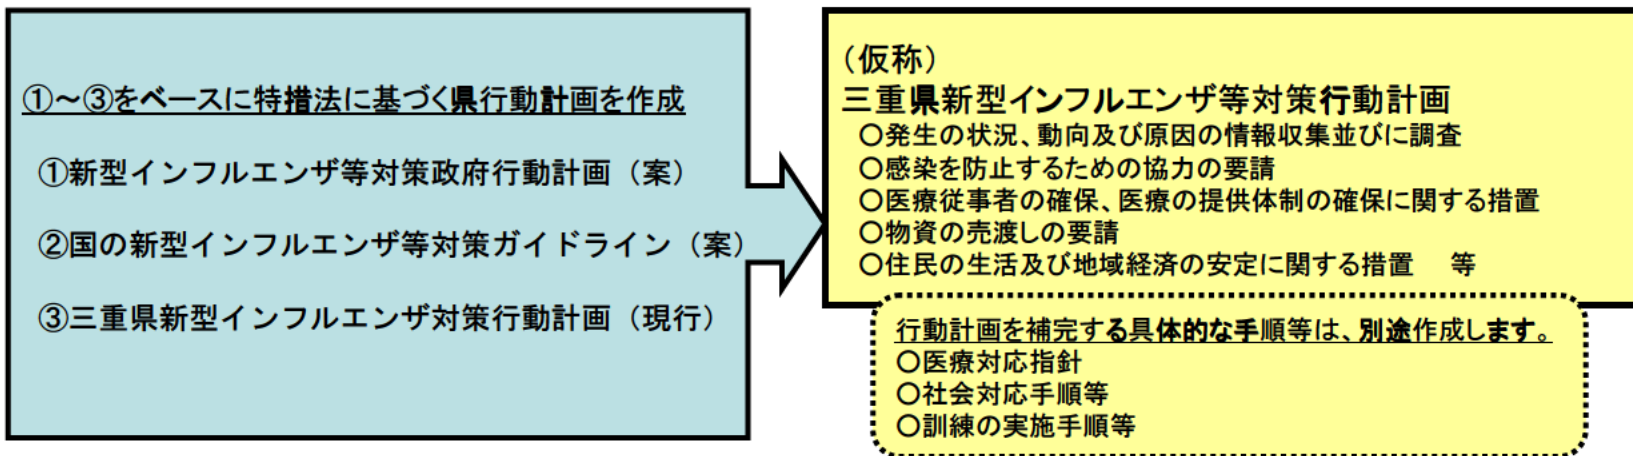 ①～③をベースに特措法に基づく県行動計画を作成
①新型インフルエンザ等対策政府行動計画（案）
②国の新型インフルエンザ等対策ガイドライン（案）
③三重県新型インフルエンザ対策行動計画（現行）
（仮称）
三重県新型インフルエンザ等対策行動計画
○発生の状況、動向及び原因の情報収集並びに調査
○感染を防止するための協力の要請
○医療従事者の確保、医療の提供体制の確保に関する措置
○物資の売渡しの要請
○住民の生活及び地域経済の安定に関する措置　等
行動計画を補完する具体的な手順等は、別途作成します。
○医療対応指針
○社会対応手順等
○訓練の実施手順等